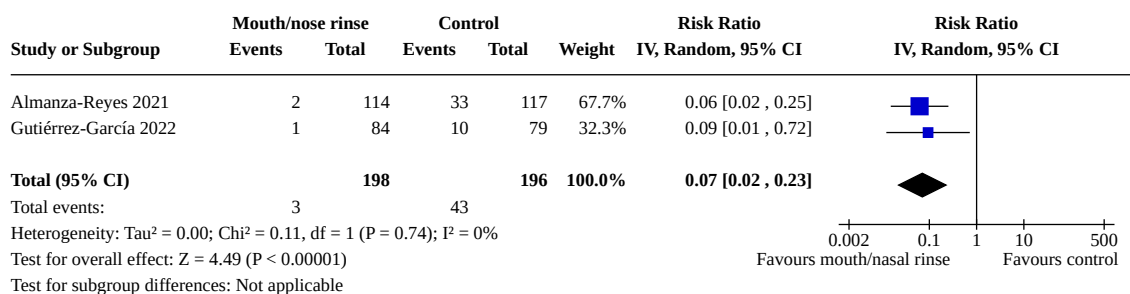 Mouth/nose rinse Control Risk Ratio Risk Ratio
Study or Subgroup Events Total Events Total Weight IV, Random, 95% CI IV, Random, 95% CI
Almanza-Reyes 2021 2 114 33 117 67.7% 0.06 [0.02 , 0.25]
Gutiérrez-García 2022 1 84 10 79 32.3% 0.09 [0.01 , 0.72]
Total (95% CI) 198 196 100.0% 0.07 [0.02 , 0.23]
Total events: 3 43
Heterogeneity: Tau² = 0.00; Chi² = 0.11, df = 1 (P = 0.74); I² = 0%
0.002 0.1 1 10 500
Test for overall effect: Z = 4.49 (P < 0.00001)
Favours mouth/nasal rinse Favours control
Test for subgroup differences: Not applicable